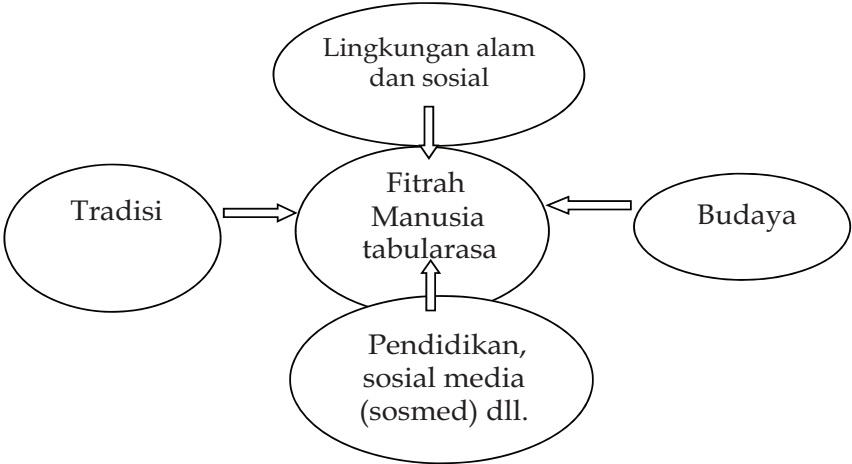 Lingkungan alam
dan sosial
Tradisi
Fitrah
Manusia
tabularasa
Budaya
Pendidikan,
sosial media
(sosmed) dll.